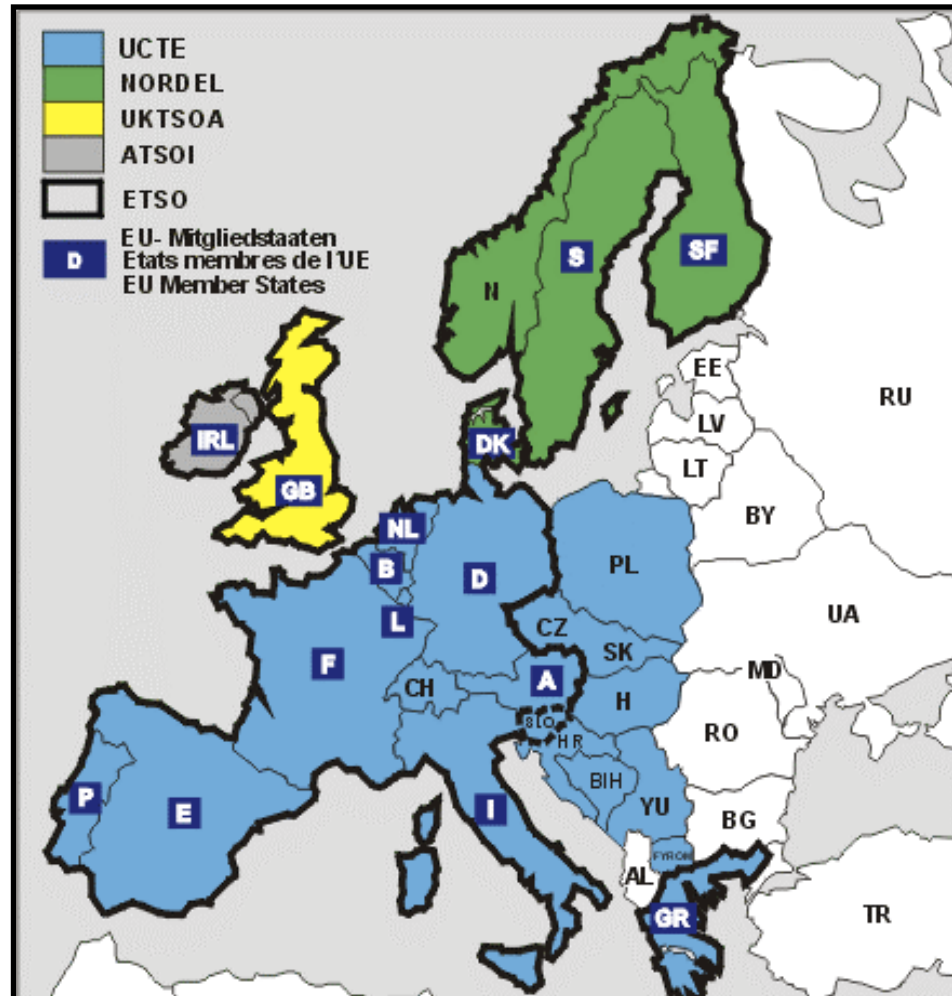 UCTE
NORDEL
UKTSOA
ATSOI
ETSO
D
EU- Mitgliedstaaten
Etats membres de l'UE
EU Member States
N
S
SF
EE
RU
LV
IRL
DK
LT
GB
BY
NL
B
D
PL
L
CZ
UA
F
SK
CH
A
MD
H
SLO
HR
RO
P
E
I
BIH
YU
BG
FYROM
AL
GR
TR